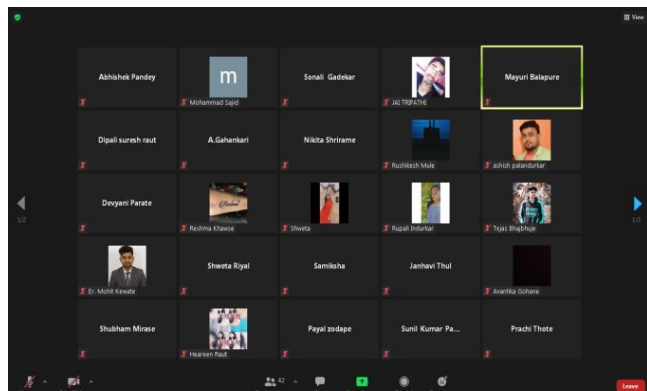 View
Abhishek Pandey
m
Mohammad Sajid
Sonali Gadekar
JAI TRIPATHI
Mayuri Balapure
Dipali suresh raut
A.Gahankari
Nikita Shrirame
Rushikesh Mule
ashish palandurkar
1/2
Devyani Parate
Reshma Khawse
Shweta
Rupali Indurkar
Tejas Bhajbhuje
1/2
Er. Mohit Kewate
Shweta Riyal
Samiksha
Janhavi Thul
Avantika Gohane
Shubham Mirase
Heareen Raut
Payal zodape
Sunil Kumar Pa...
Prachi Thote
42
Leave